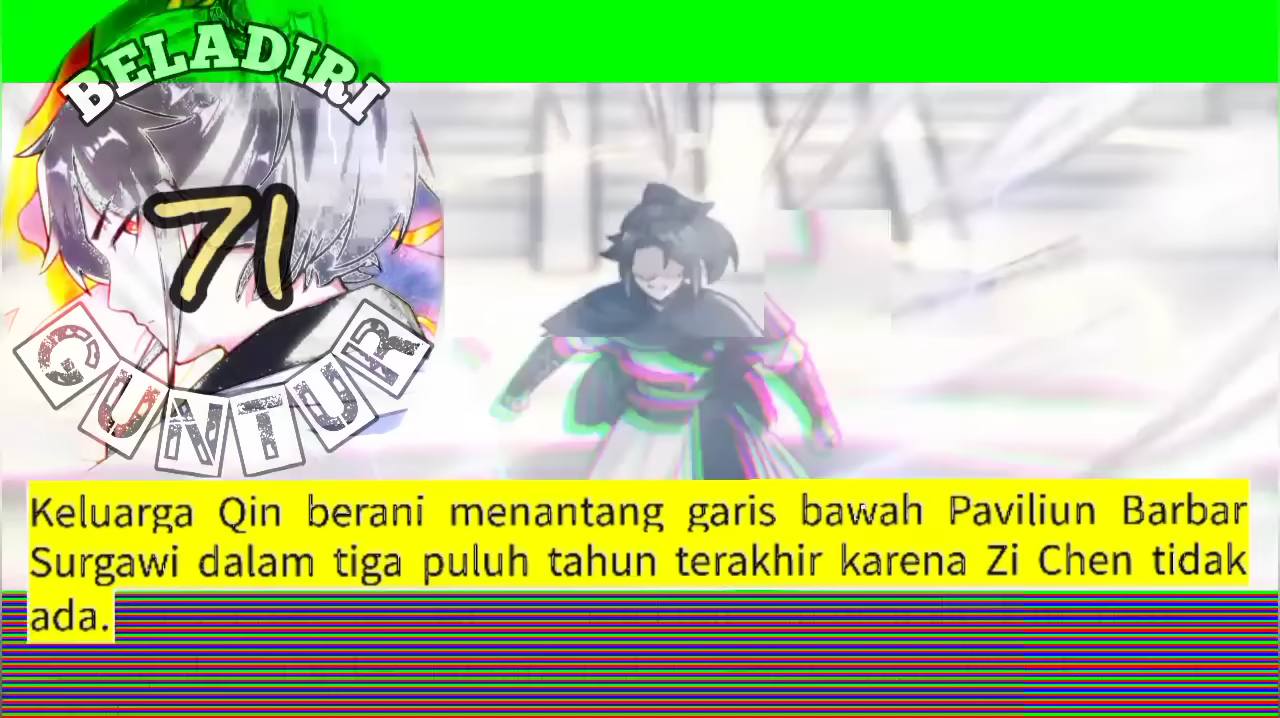 BELADIRI
71
GUNTUR
Keluarga Qin berani menantang garis bawah Paviliun Barbar
Surgawi dalam tiga puluh tahun terakhir karena Zi Chen tidak
ada.